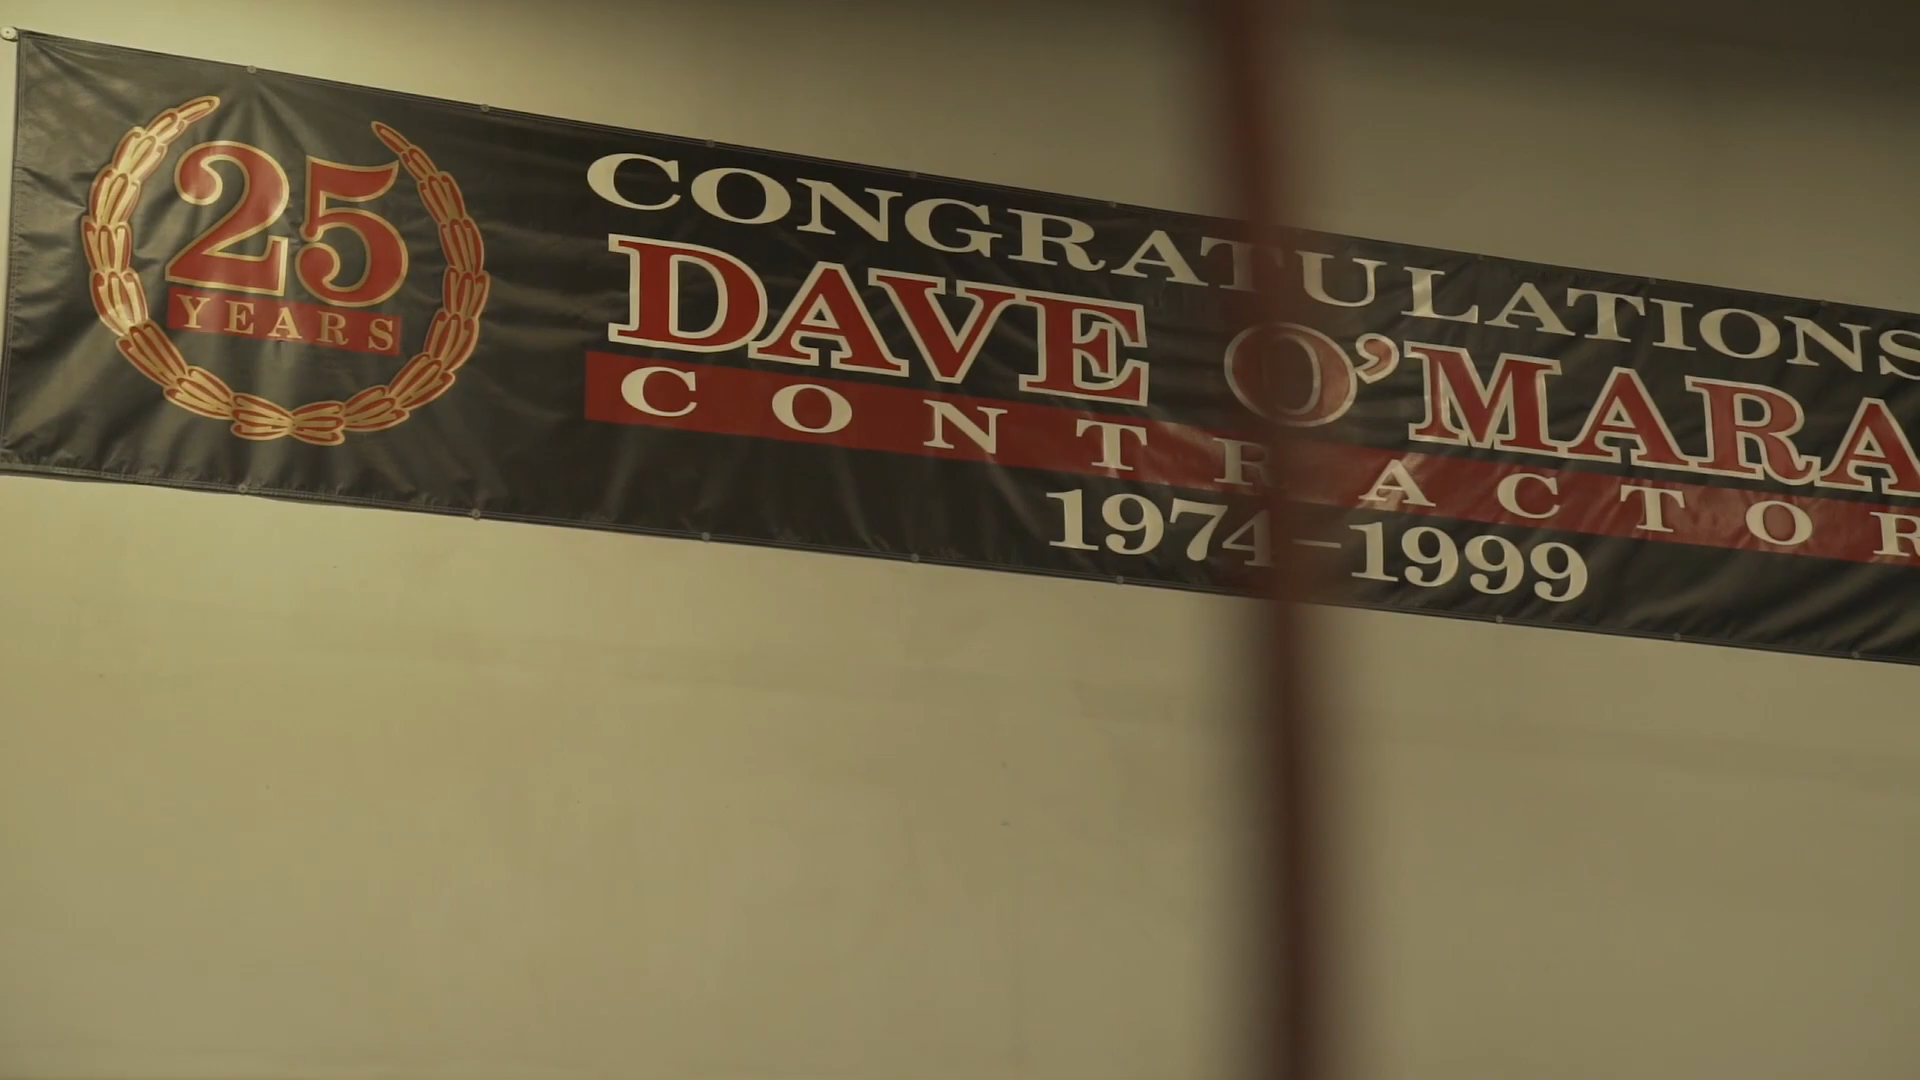 25
YEARS
CONGRATULATIONS
DAVE O'MARA
CONTRACTOR
1974–1999